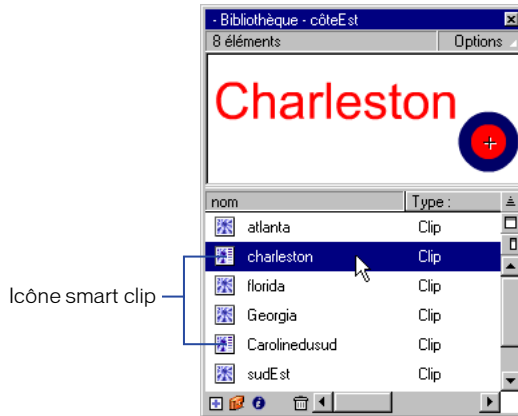 - Bibliothèque - côteEst
8 éléments Options
Charleston
nom Type :
atlanta Clip
charleston Clip
florida Clip
Georgia Clip
Icône smart clip
Carolinedusud Clip
sudEst Clip